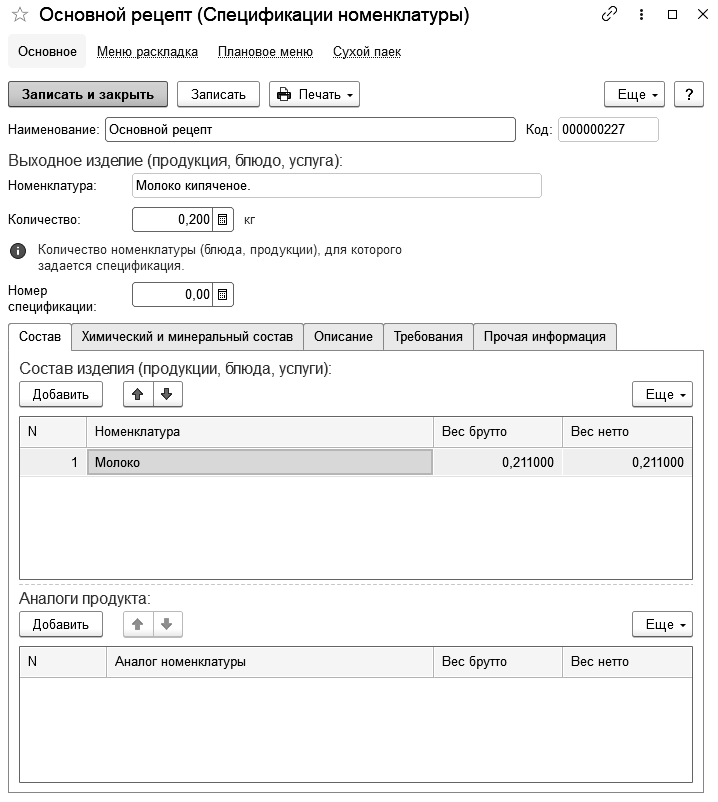 Основной рецепт (Спецификации номенклатуры)
Основное Меню раскладка Плановое меню Сухой паек
Записать и закрыть Записать Печать Еще ?
Наименование: Основной рецепт Код: 000000227
Выходное изделие (продукция, блюдо, услуга):
Номенклатура: Молоко кипяченое.
Количество: 0,200 кг
Количество номенклатуры (блюда, продукции), для которого
задается спецификация.
Номер
спецификации: 0,00
Состав Химический и минеральный состав Описание Требования Прочая информация
Состав изделия (продукции, блюда, услуги):
Добавить Еще
N Номенклатура Вес брутто Вес нетто
1 Молоко 0,211000 0,211000
Аналоги продукта:
Добавить Еще
N Аналог номенклатуры Вес брутто Вес нетто